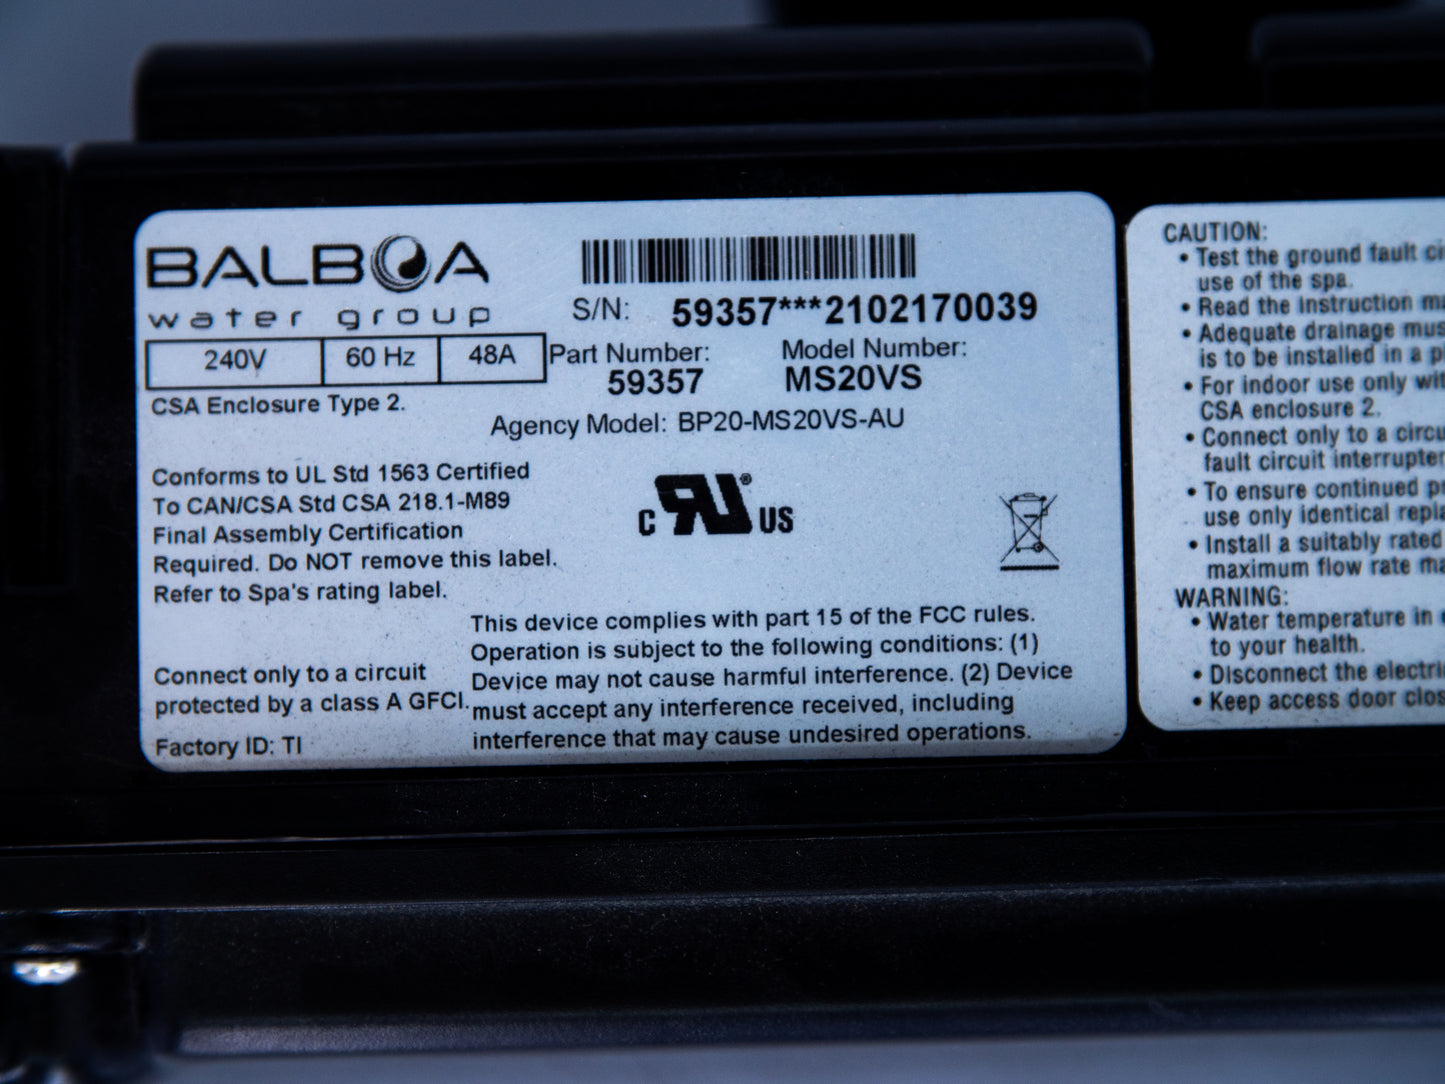 BALBOA
water group
S/N: 59357***2102170039
240V 60 Hz 48A
Part Number: Model Number:
59357 MS20VS
CSA Enclosure Type 2.
Agency Model: BP20-MS20VS-AU
Conforms to UL Std 1563 Certified
To CAN/CSA Std CSA 218.1-M89
Final Assembly Certification
Required. Do NOT remove this label.
Refer to Spa's rating label.
C RU® US
Connect only to a circuit
protected by a class A GFCI.
Factory ID: TI
This device complies with part 15 of the FCC rules.
Operation is subject to the following conditions: (1)
Device may not cause harmful interference. (2) Device
must accept any interference received, including
interference that may cause undesired operations.
CAUTION:
• Test the ground fault
use of the spa.
• Read the instruction
• Adequate drainage
is to be installed in a
• For indoor use only
CSA enclosure 2.
• Connect only to a
fault circuit interrupter
• To ensure continued
use only identical
• Install a suitably rated
maximum flow rate
WARNING:
• Water temperature in
to your health.
• Disconnect the
• Keep access door